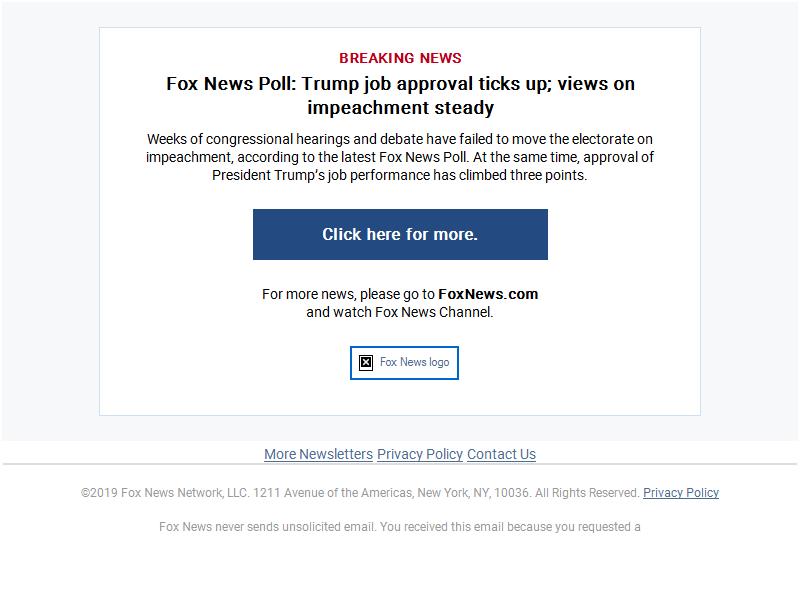 BREAKING NEWS
Fox News Poll: Trump job approval ticks up; views on
impeachment steady
Weeks of congressional hearings and debate have failed to move the electorate on
impeachment, according to the latest Fox News Poll. At the same time, approval of
President Trump’s job performance has climbed three points.
Click here for more.
For more news, please go to FoxNews.com
and watch Fox News Channel.
Fox News logo
More Newsletters Privacy Policy Contact Us
©2019 Fox News Network, LLC. 1211 Avenue of the Americas, New York, NY, 10036. All Rights Reserved. Privacy Policy
Fox News never sends unsolicited email. You received this email because you requested a